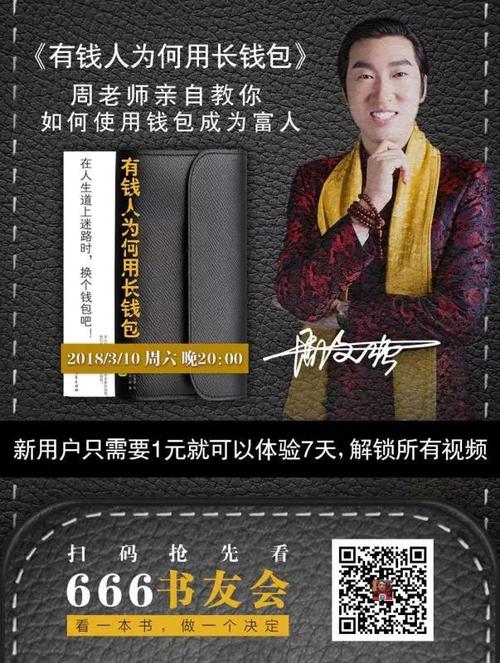 《有钱人为何用长钱包》
周老师亲自教你
如何使用钱包成为富人
在人生道上迷路时，换个钱包吧！
有钱人为何用长钱包
2018/3/10 周六 晚20:00
新用户只需要1元就可以体验7天,解锁所有视频
扫码抢先看
666书友会
看一本书，做一个决定